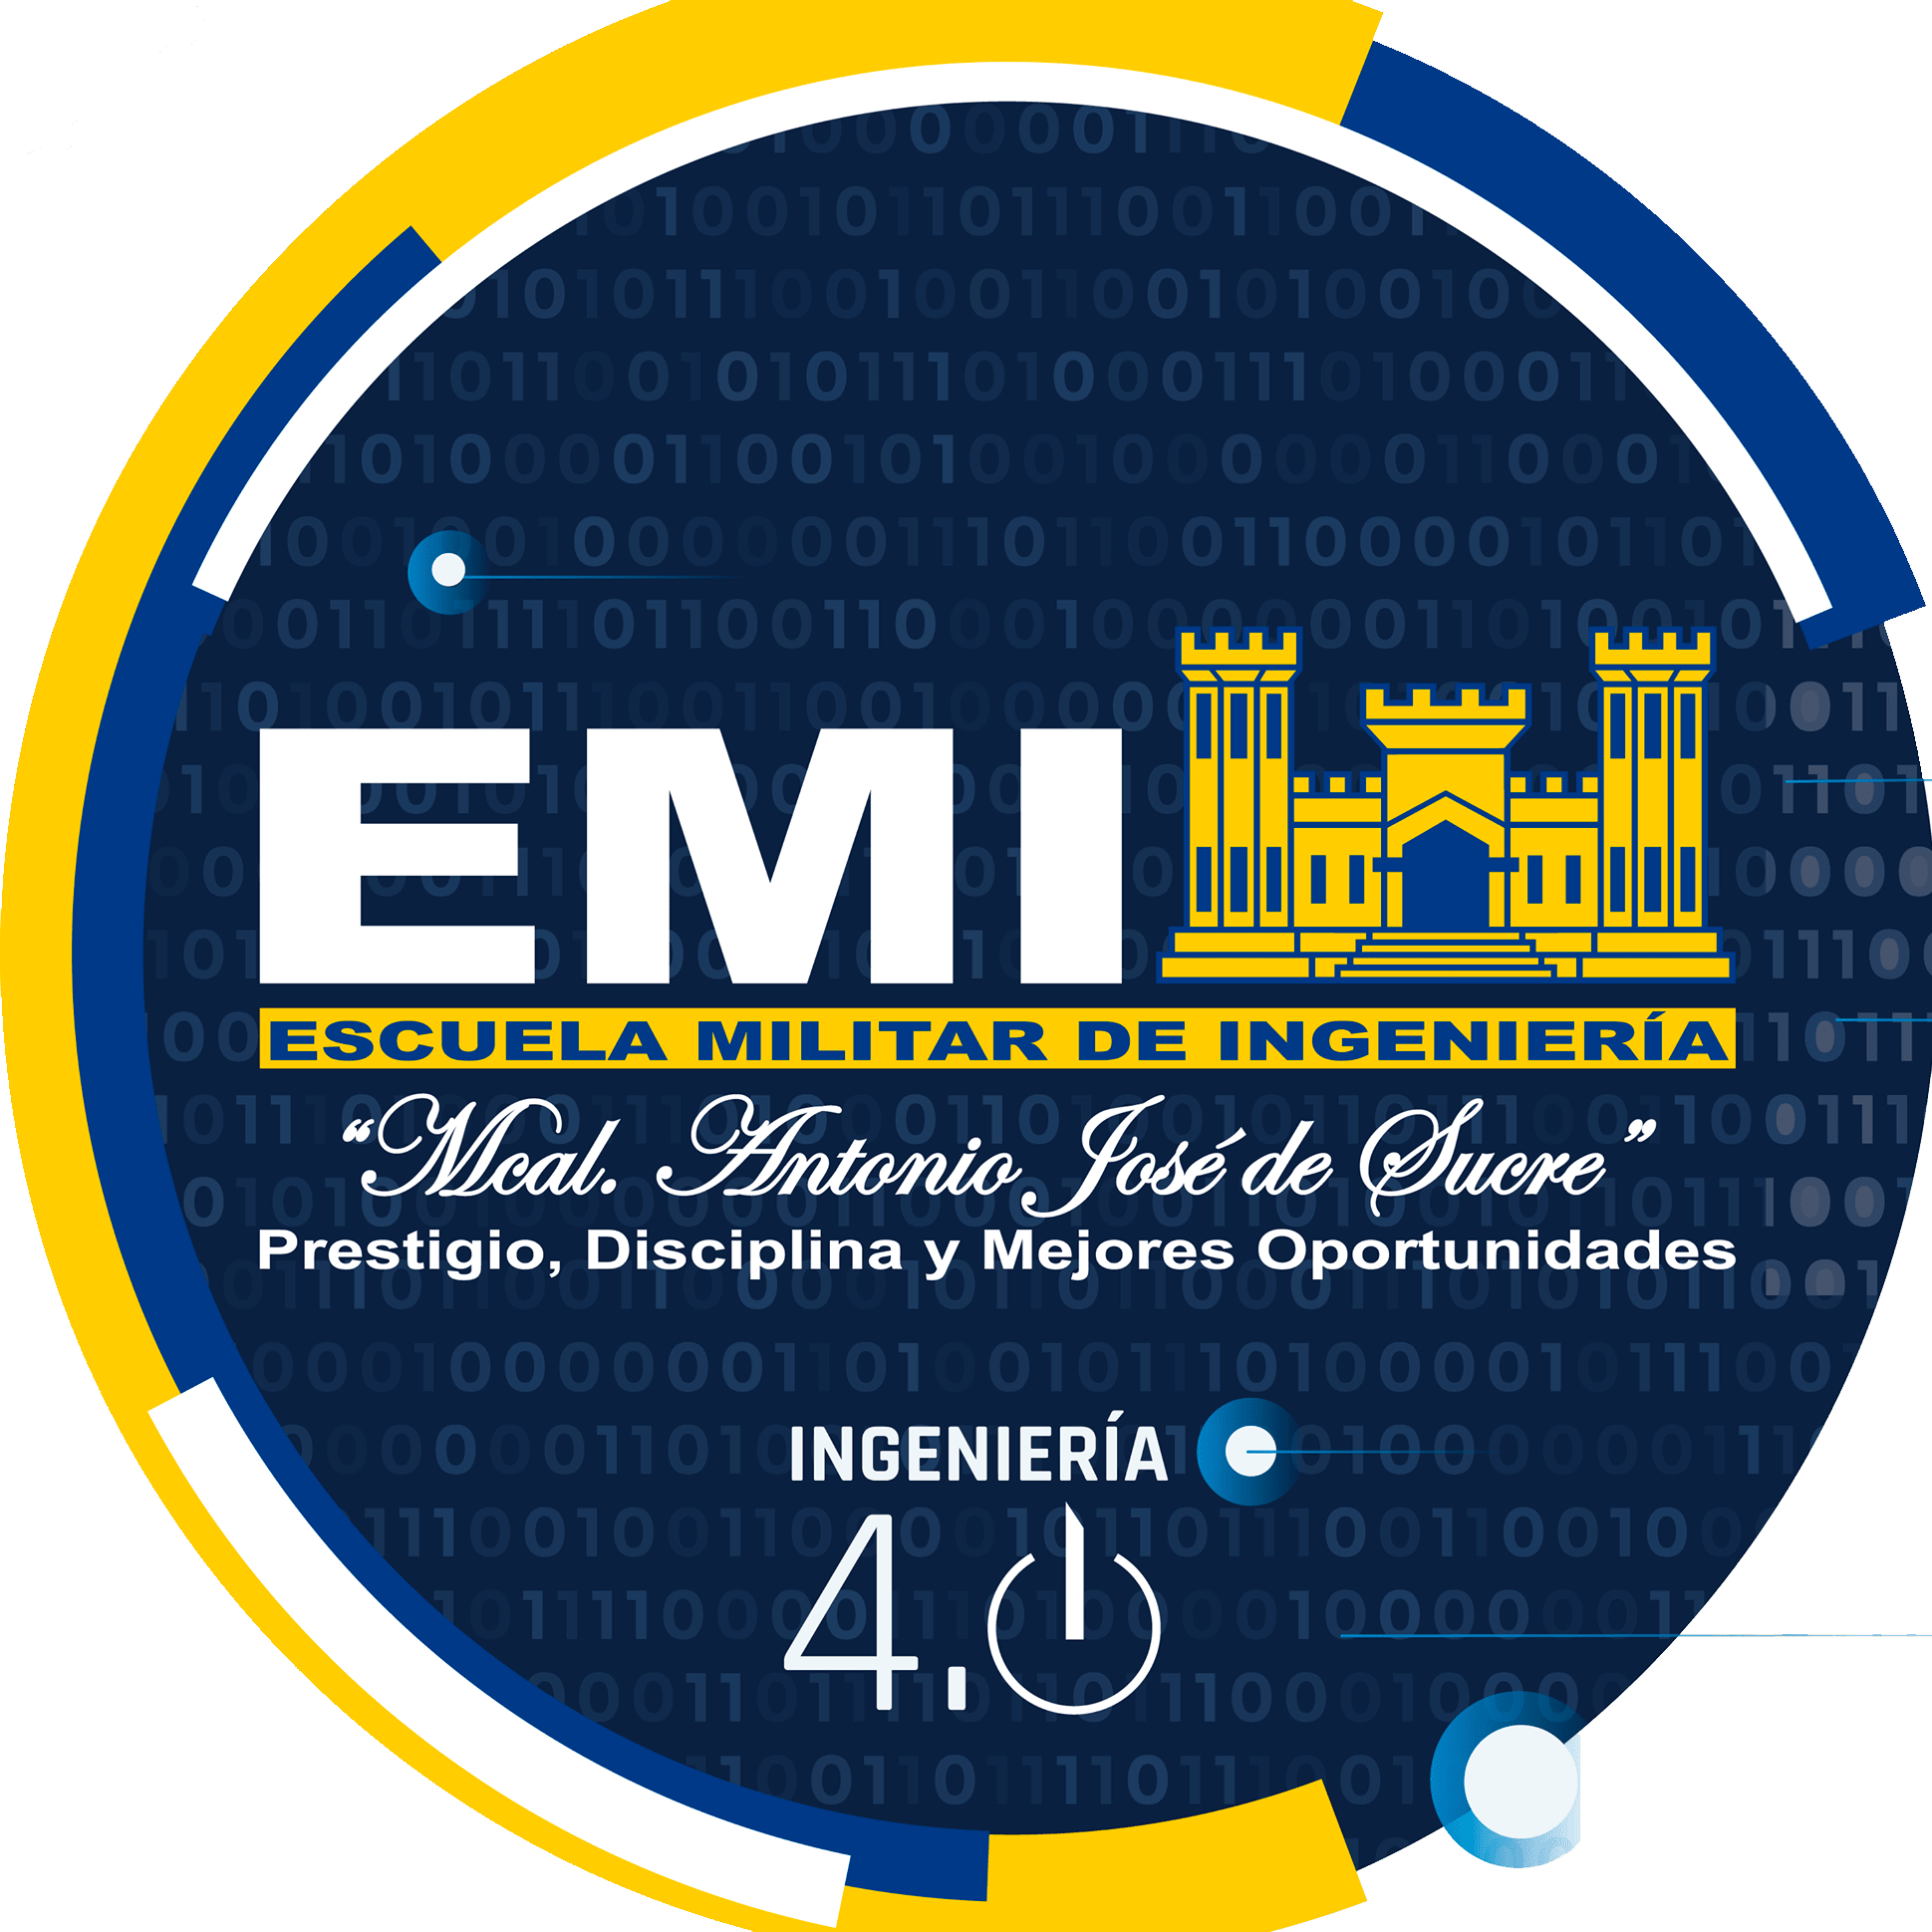 EMI
ESCUELA MILITAR DE INGENIERÍA
“Mcal. Antonio José de Sucre”
Prestigio, Disciplina y Mejores Oportunidades
INGENIERÍA
4.0